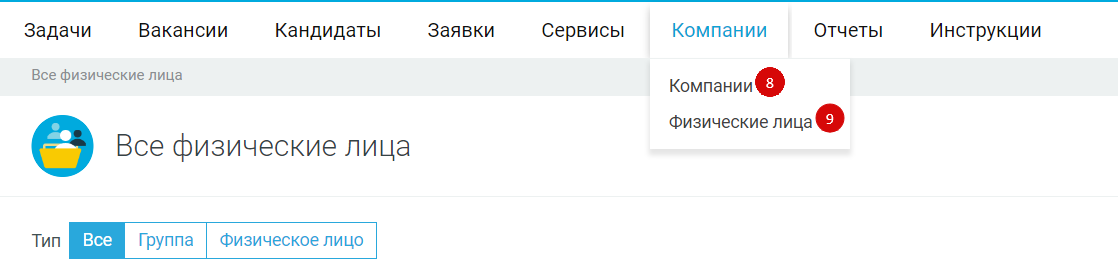 Задачи Вакансии Кандидаты Заявки Сервисы Компании Отчеты Инструкции
Все физические лица
Компании 8
Физические лица 9
Все физические лица
Тип Все Группа Физическое лицо